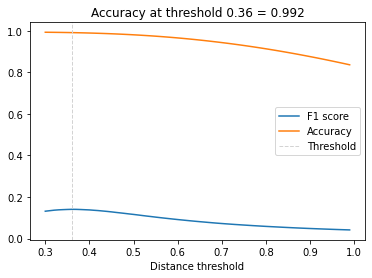 Accuracy at threshold 0.36 = 0.992
1.0
0.8
0.6
0.4
0.2
0.0
F1 score
Accuracy
Threshold
0.3 0.4 0.5 0.6 0.7 0.8 0.9 1.0
Distance threshold